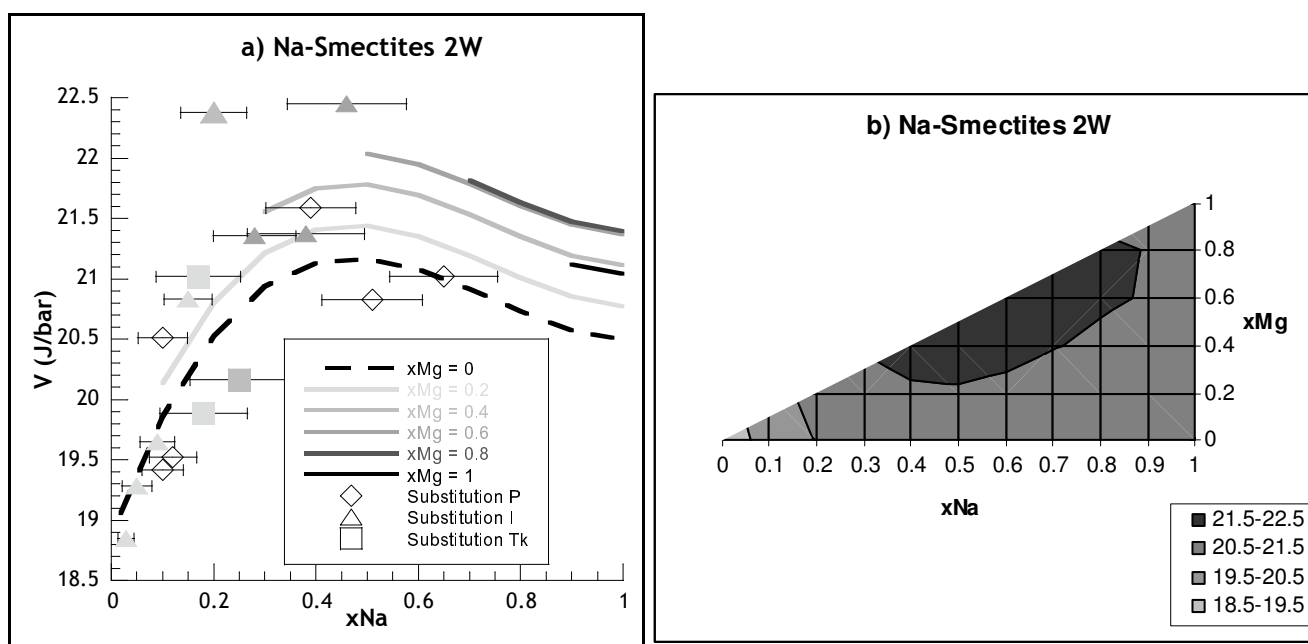 a) Na-Smectites 2W
V (J/bar)
22.5
22
21.5
21
20.5
20
19.5
19
18.5
0
0.2
0.4
0.6
0.8
1
xNa
xMg = 0
xMg = 0.2
xMg = 0.4
xMg = 0.6
xMg = 0.8
xMg = 1
Substitution P
Substitution I
Substitution Tk
b) Na-Smectites 2W
1
0.8
0.6
0.4
0.2
0
xMg
0 0.1 0.2 0.3 0.4 0.5 0.6 0.7 0.8 0.9 1
xNa
21.5-22.5
20.5-21.5
19.5-20.5
18.5-19.5